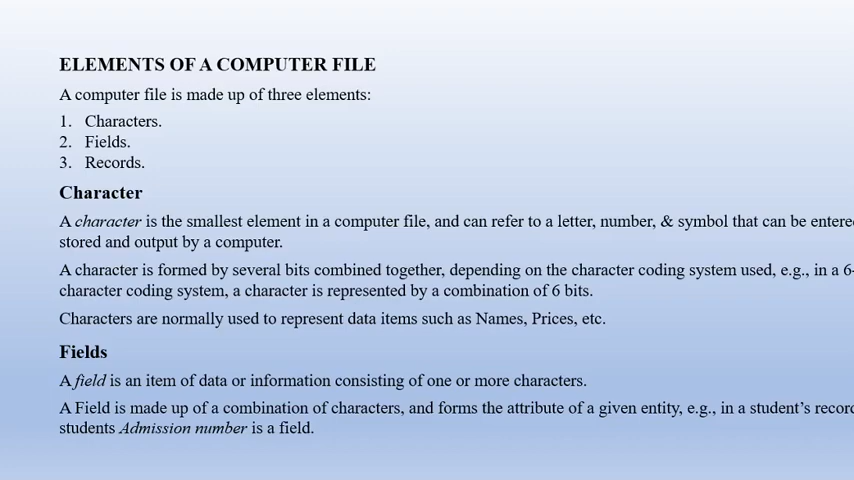 ELEMENTS OF A COMPUTER FILE
A computer file is made up of three elements:
1. Characters.
2. Fields.
3. Records.
Character
A character is the smallest element in a computer file, and can refer to a letter, number, & symbol that can be entered
stored and output by a computer.
A character is formed by several bits combined together, depending on the character coding system used, e.g., in a 6-
character coding system, a character is represented by a combination of 6 bits.
Characters are normally used to represent data items such as Names, Prices, etc.
Fields
A field is an item of data or information consisting of one or more characters.
A Field is made up of a combination of characters, and forms the attribute of a given entity, e.g., in a student’s record
students Admission number is a field.